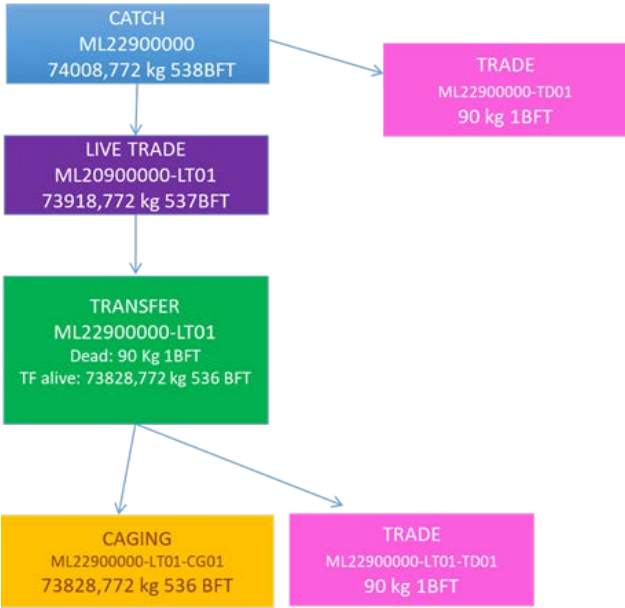 CATCH
ML22900000
74008,772 kg 538BFT
TRADE
ML22900000-TD01
90 kg 1BFT
LIVE TRADE
ML20900000-LT01
73918,772 kg 537BFT
TRANSFER
ML22900000-LT01
Dead: 90 Kg 1BFT
TF alive: 73828,772 kg 536 BFT
CAGING
ML22900000-LT01-CG01
73828,772 kg 536 BFT
TRADE
ML22900000-LT01-TD01
90 kg 1BFT